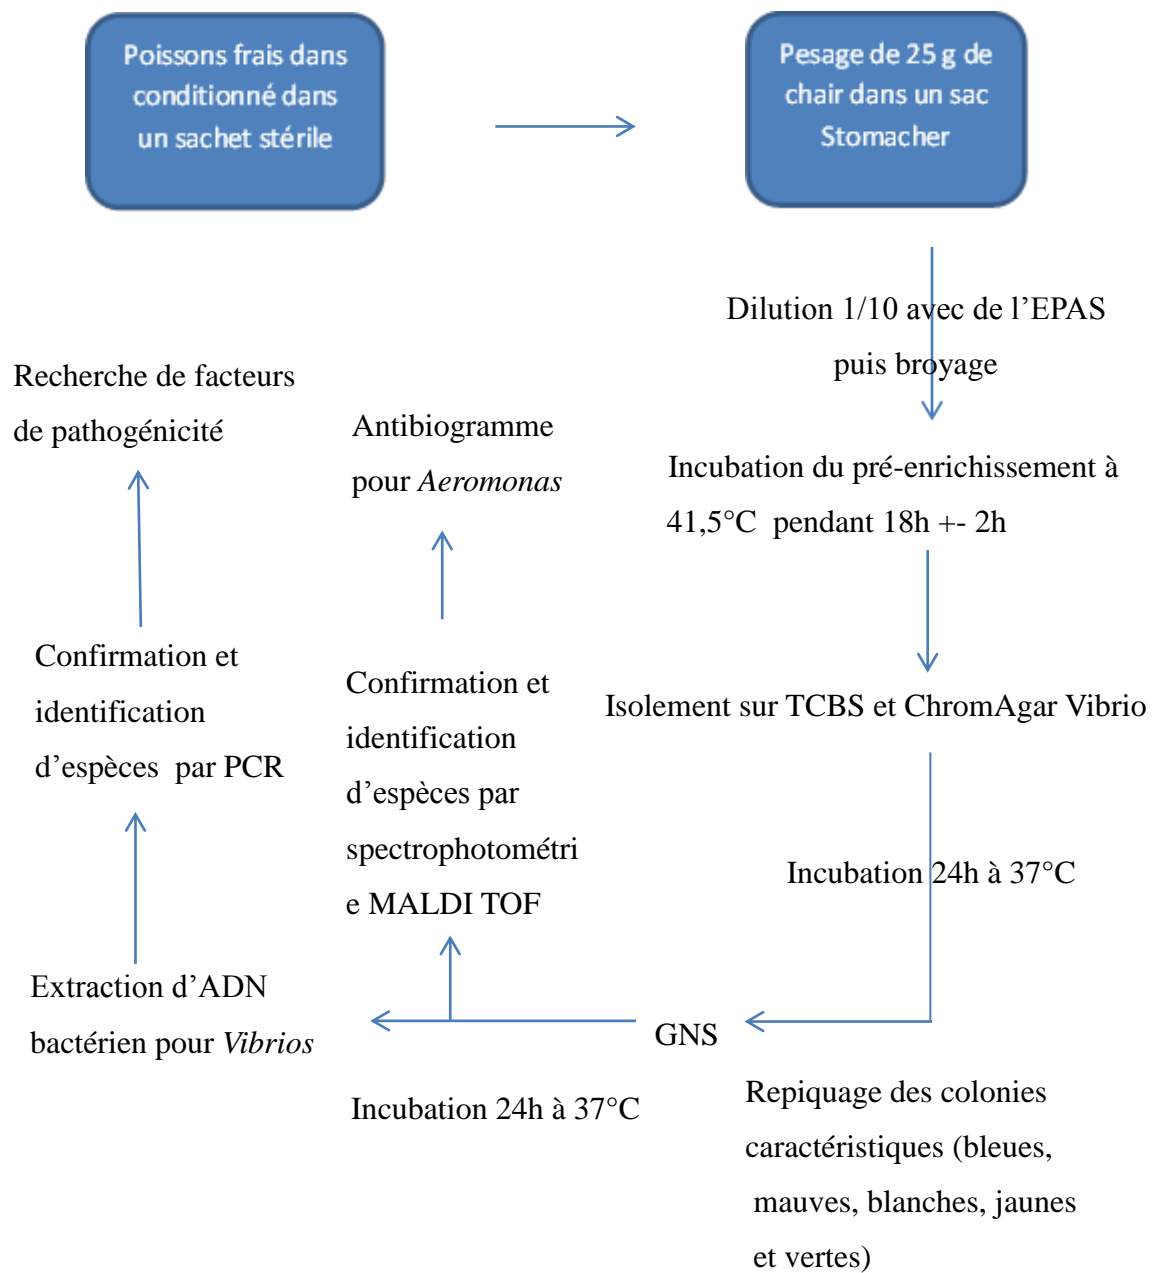 Poissons frais dans
conditionné dans
un sachet stérile
Pesage de 25 g de
chair dans un sac
Stomacher
Dilution 1/10 avec de l’EPAS
puis broyage
Incubation du pré-enrichissement à
41,5°C pendant 18h +- 2h
Isolement sur TCBS et ChromAgar Vibrio
Incubation 24h à 37°C
Repiquage des colonies
caractéristiques (bleues,
mauves, blanches, jaunes
et vertes)
GNS
Incubation 24h à 37°C
Confirmation et
identification
d’espèces par
spectrophotométri
e MALDI TOF
Antibiogramme
pour Aeromonas
Extraction d’ADN
bactérien pour Vibrios
Confirmation et
identification
d’espèces par PCR
Recherche de facteurs
de pathogénicité